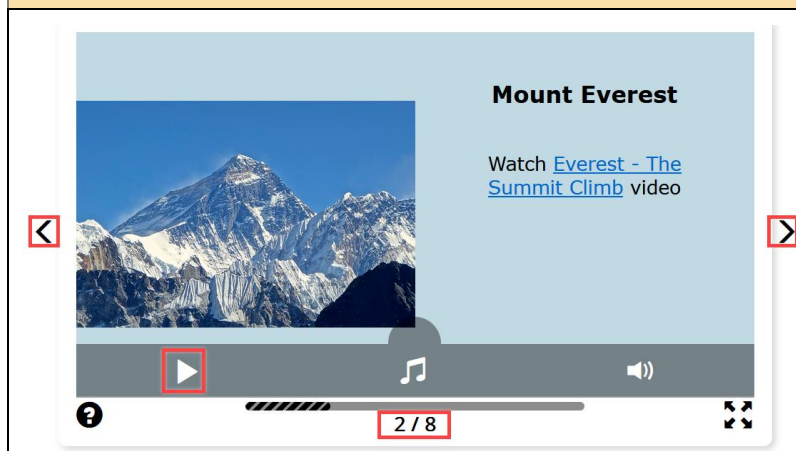 Mount Everest
Watch Everest - The
Summit Climb video
2 / 8